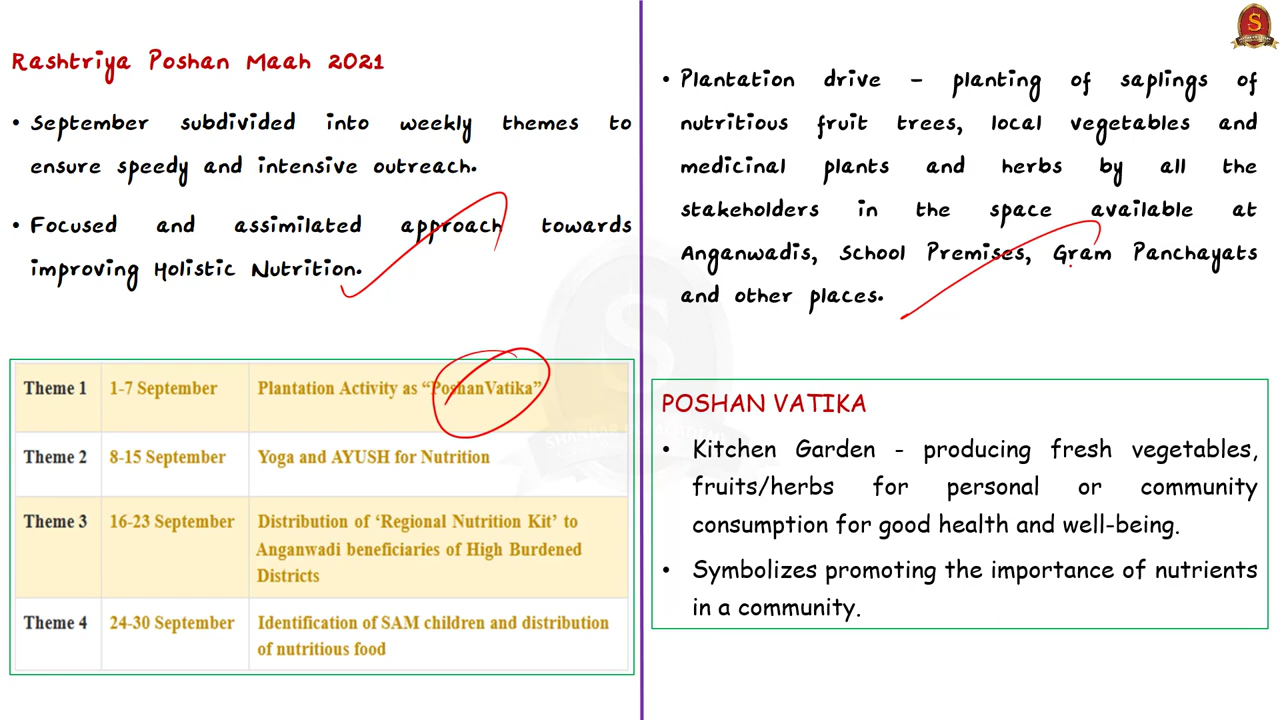 Rashtriya Poshan Maah 2021
• September subdivided into weekly themes to
ensure speedy and intensive outreach.
• Focused and assimilated approach towards
improving Holistic Nutrition.
Theme 1 1-7 September Plantation Activity as “PoshanVatika”
Theme 2 8-15 September Yoga and AYUSH for Nutrition
Theme 3 16-23 September Distribution of ‘Regional Nutrition Kit’ to
Anganwadi beneficiaries of High Burdened
Districts
Theme 4 24-30 September Identification of SAM children and distribution
of nutritious food
• Plantation drive – planting of saplings of
nutritious fruit trees, local vegetables and
medicinal plants and herbs by all the
stakeholders in the space available at
Anganwadis, School Premises, Gram Panchayats
and other places.
POSHAN VATIKA
• Kitchen Garden - producing fresh vegetables,
fruits/herbs for personal or community
consumption for good health and well-being.
• Symbolizes promoting the importance of nutrients
in a community.
S